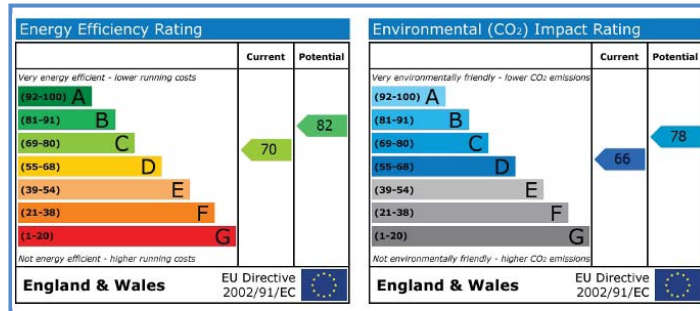 Energy Efficiency Rating
Current Potential
Very energy efficient - lower running costs
(92-100) A
(81-91) B
(69-80) C
(55-68) D
(39-54) E
(21-38) F
(1-20) G
70
82
Not energy efficient - higher running costs
England & Wales
EU Directive
2002/91/EC
Environmental (CO₂) Impact Rating
Current Potential
Very environmentally friendly - lower CO₂ emissions
(92-100) A
(81-91) B
(69-80) C
(55-68) D
(39-54) E
(21-38) F
(1-20) G
66
78
Not environmentally friendly - higher CO₂ emissions
England & Wales
EU Directive
2002/91/EC